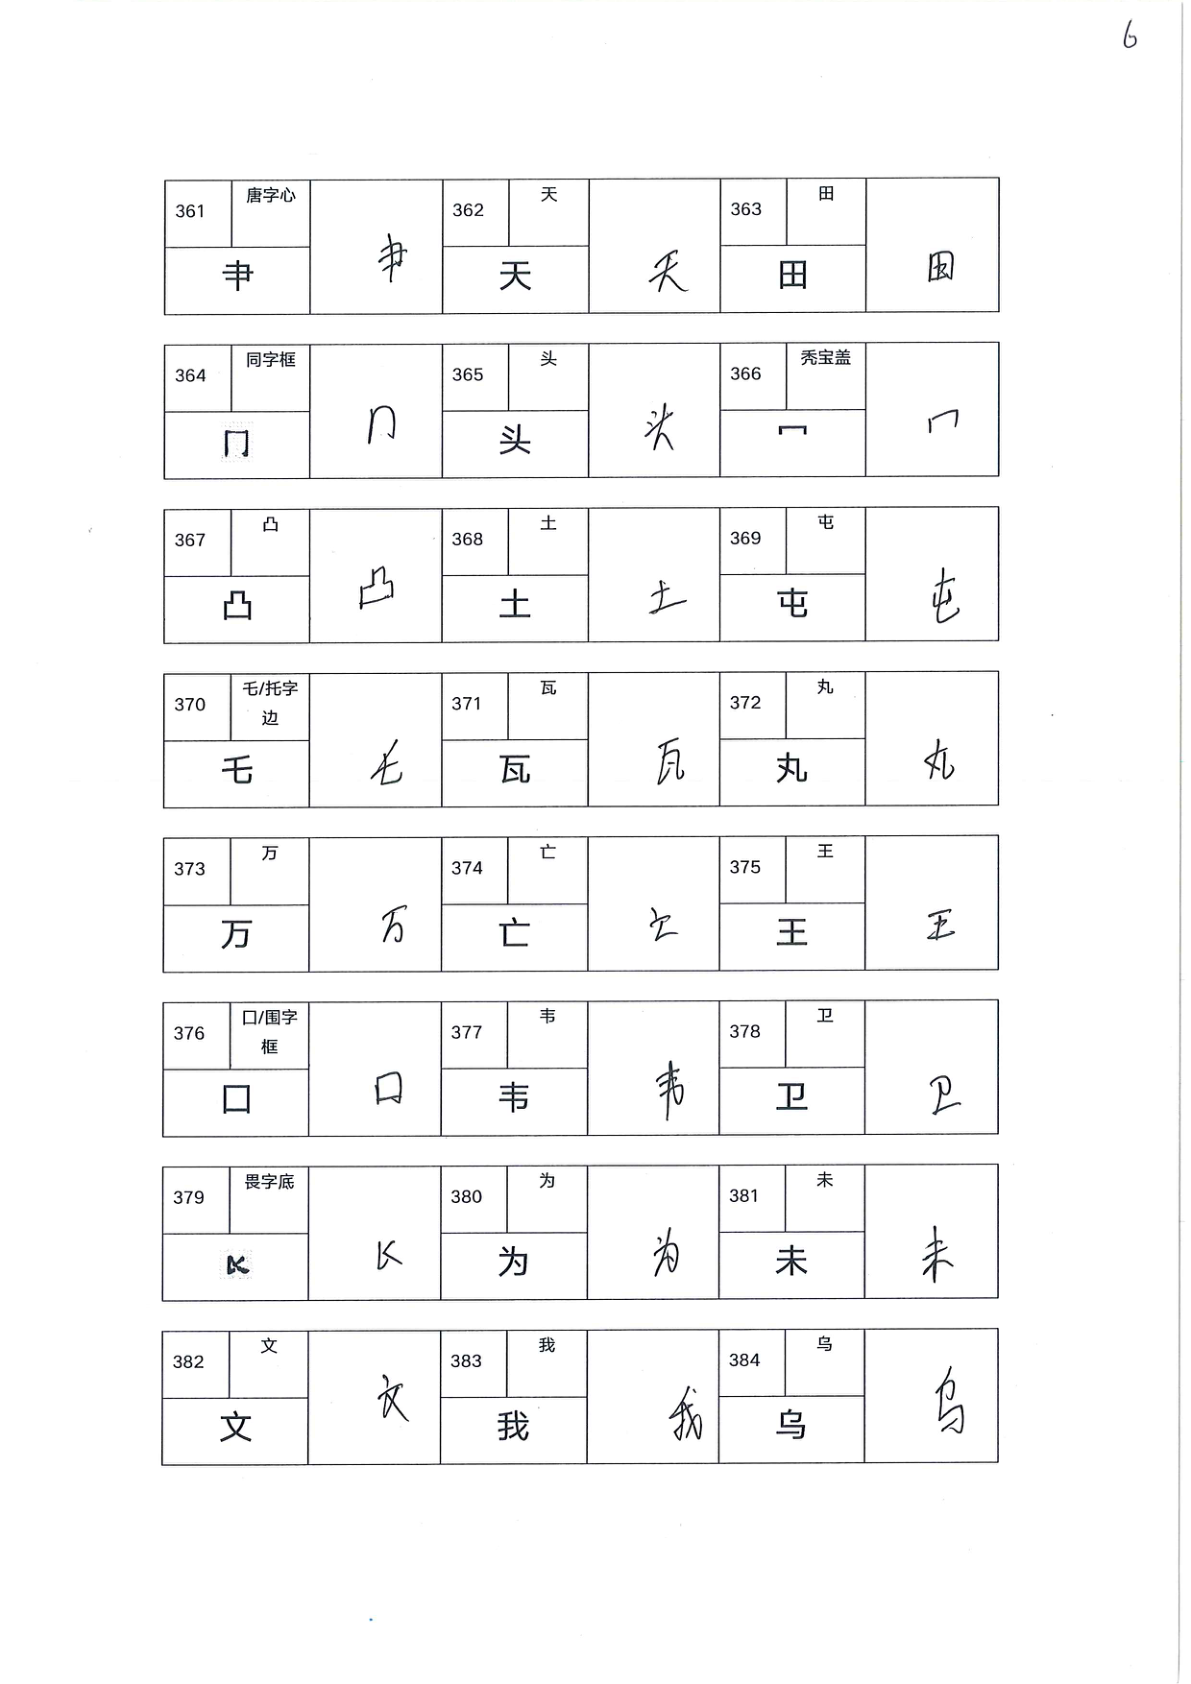 6
361 唐字心 肀 肀 362 天 天 天 363 田 田 田
364 同字框 冂 冂 365 头 头 头 366 秃宝盖 冖 冖
367 凸 凸 凸 368 土 土 土 369 屯 屯 屯
370 乇/托字边 乇 乇 371 瓦 瓦 瓦 372 丸 丸 丸
373 万 万 万 374 亡 亡 亡 375 王 王 王
376 囗/围字框 囗 囗 377 韦 韦 韦 378 卫 卫 卫
379 畏字底 380 为 为 为 381 未 未 未
382 文 文 文 383 我 我 我 384 乌 乌 乌